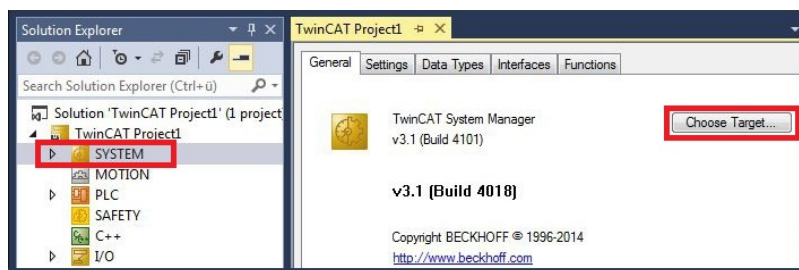 Solution Explorer
Search Solution Explorer (Ctrl+ü)
Solution 'TwinCAT Project1' (1 project
TwinCAT Project1
SYSTEM
MOTION
PLC
SAFETY
C++
I/O
TwinCAT Project1
General Settings Data Types Interfaces Functions
TwinCAT System Manager
v3.1 (Build 4101)
Choose Target...
v3.1 (Build 4018)
Copyright BECKHOFF © 1996-2014
http://www.beckhoff.com